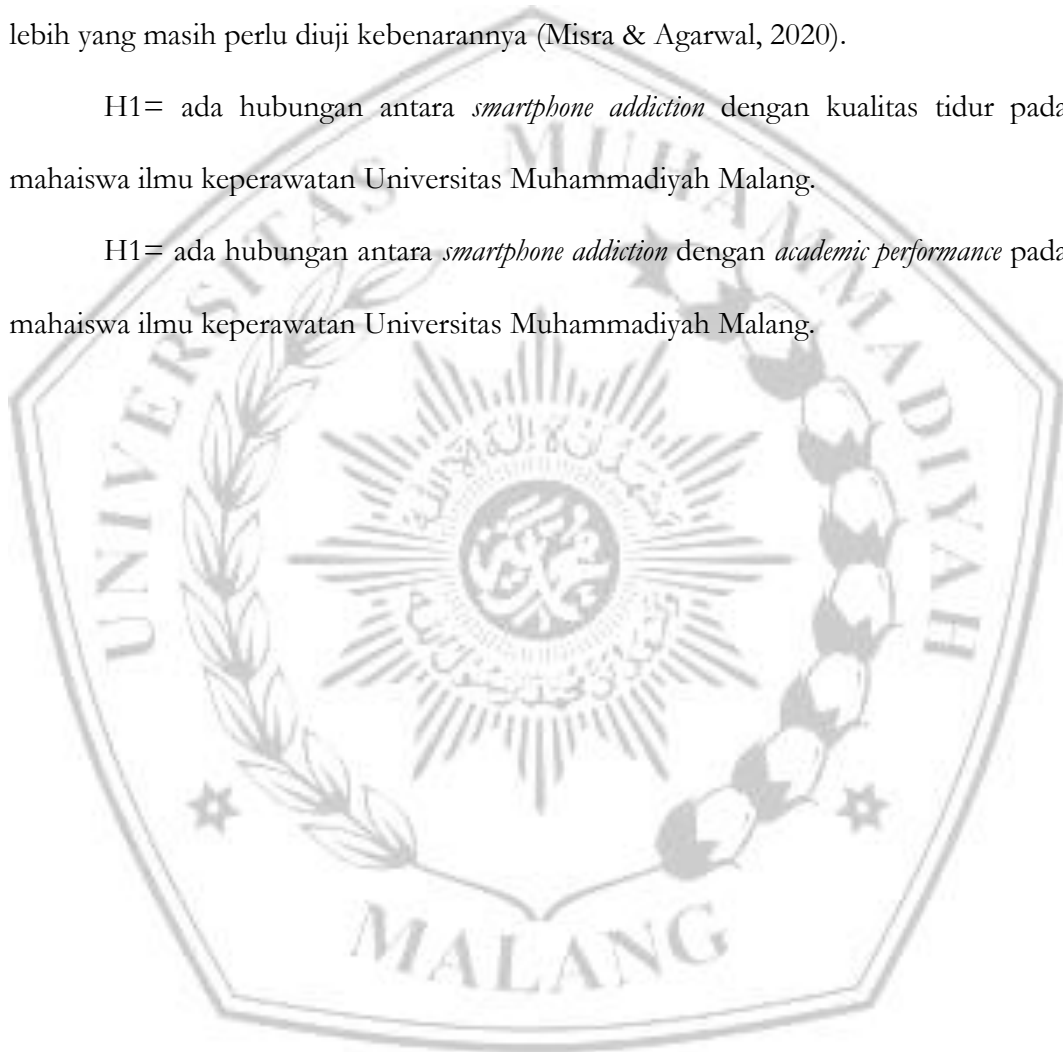 lebih yang masih perlu diuji kebenarannya (Misra & Agarwal, 2020).
H1= ada hubungan antara smartphone addiction dengan kualitas tidur pada
mahaiswa ilmu keperawatan Universitas Muhammadiyah Malang.
H1= ada hubungan antara smartphone addiction dengan academic performance pada
mahaiswa ilmu keperawatan Universitas Muhammadiyah Malang.
UNIVERSITAS MUHAMMADIYAH
MALANG